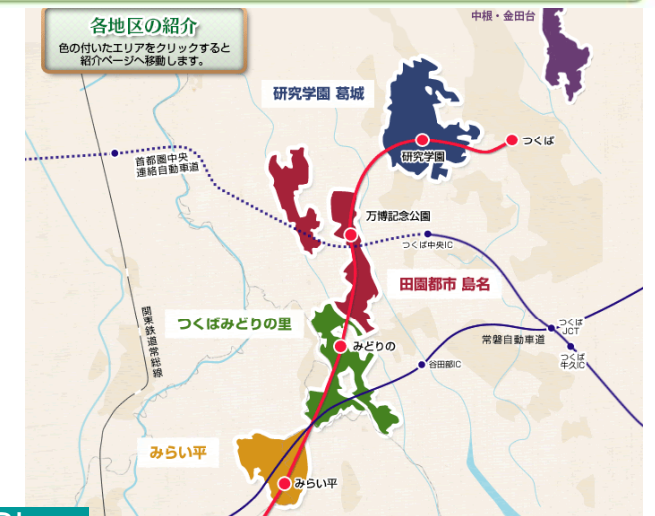 各地区の紹介
色の付いたエリアをクリックすると
紹介ページへ移動します。
中根・金田台
研究学園 葛城
研究学園
つくば
首都圏中央
連絡自動車道
万博記念公園
つくば中央IC
田園都市 島名
つくばみどりの里
みどりの
関東鉄道常総線
常磐自動車道
つくば
JCT
谷田部IC
つくば
牛久IC
みらい平
みらい平